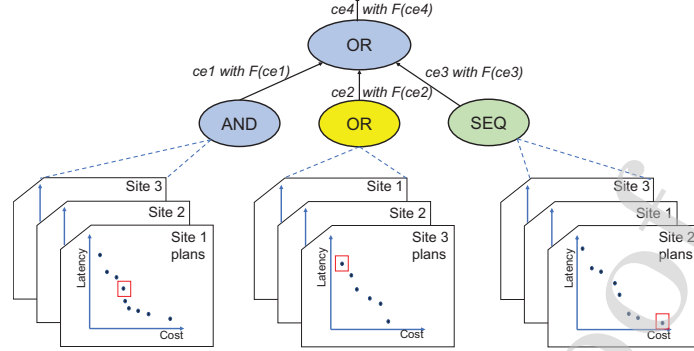 ce4 with F(ce4)
OR
ce1 with F(ce1)
ce2 with F(ce2)
ce3 with F(ce3)
AND
OR
SEQ
Site 3
Site 2
Site 1
plans
Latency
Cost
Site 1
Site 2
Site 3
plans
Latency
Cost
Site 3
Site 1
Site 2
plans
Latency
Cost
of